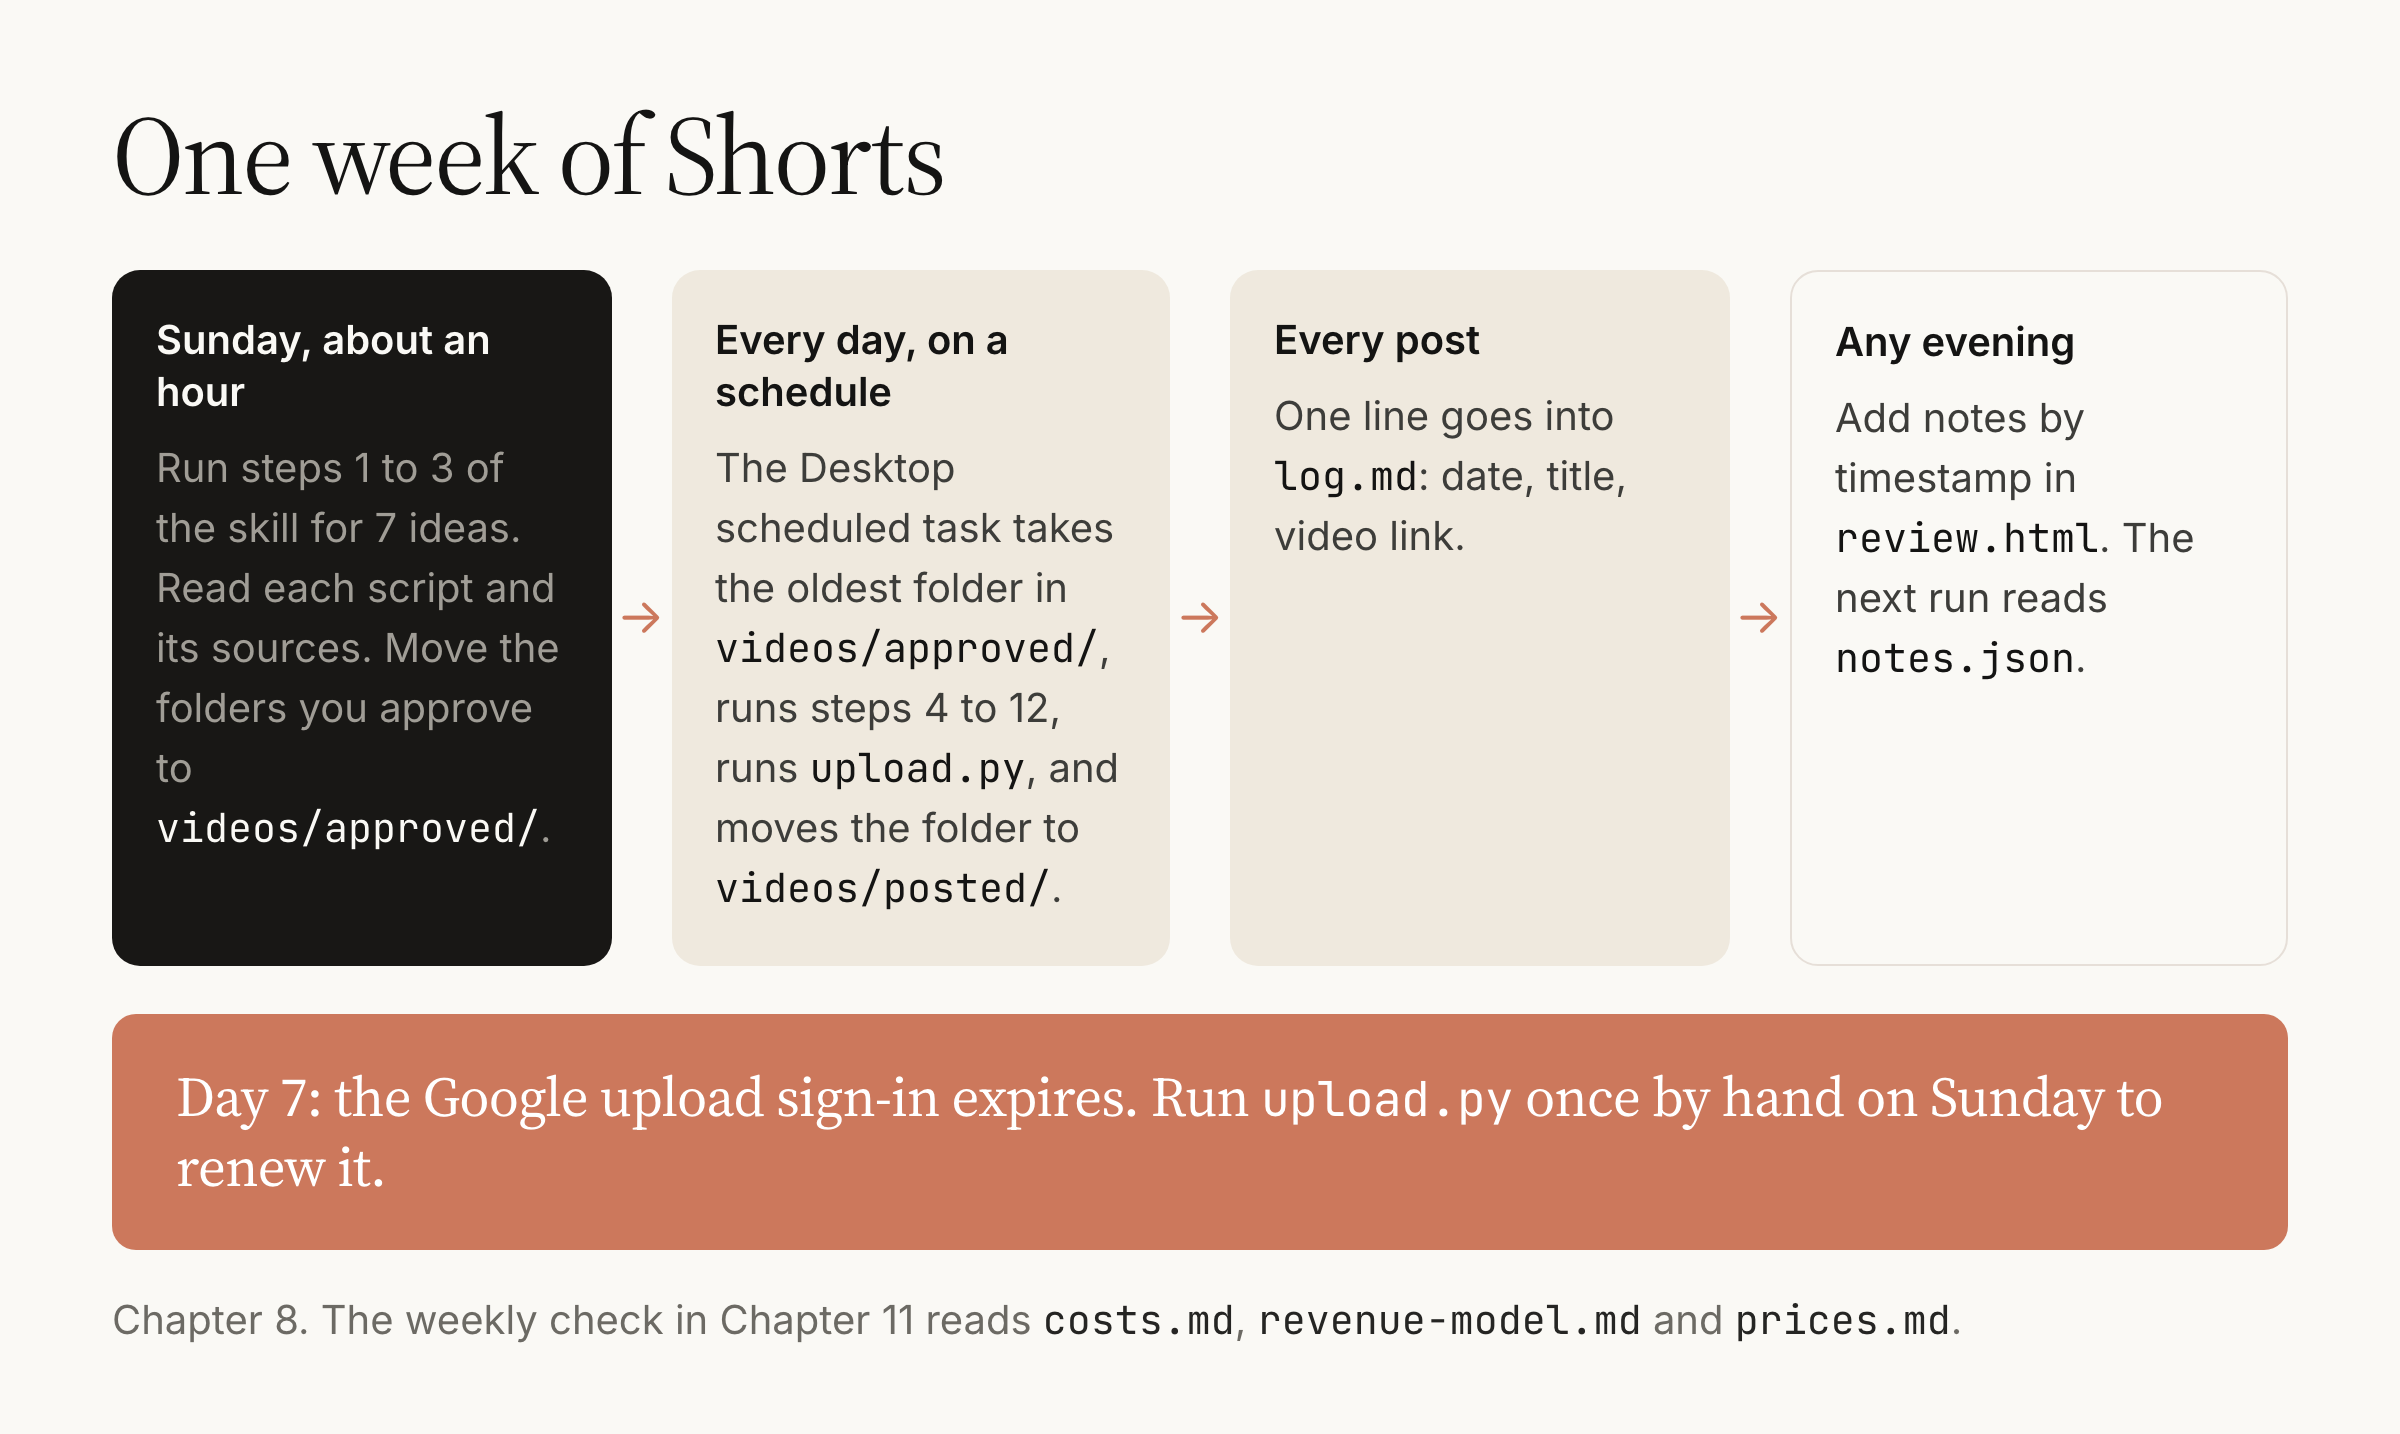 One week of Shorts
Sunday, about an
hour
Run steps 1 to 3 of
the skill for 7 ideas.
Read each script and
its sources. Move the
folders you approve
to
videos/approved/.
Every day, on a
schedule
The Desktop
scheduled task takes
the oldest folder in
videos/approved/,
runs steps 4 to 12,
runs upload.py, and
moves the folder to
videos/posted/.
Every post
One line goes into
log.md: date, title,
video link.
Any evening
Add notes by
timestamp in
review.html. The
next run reads
notes.json.
Day 7: the Google upload sign-in expires. Run upload.py once by hand on Sunday to
renew it.
Chapter 8. The weekly check in Chapter 11 reads costs.md, revenue-model.md and prices.md.